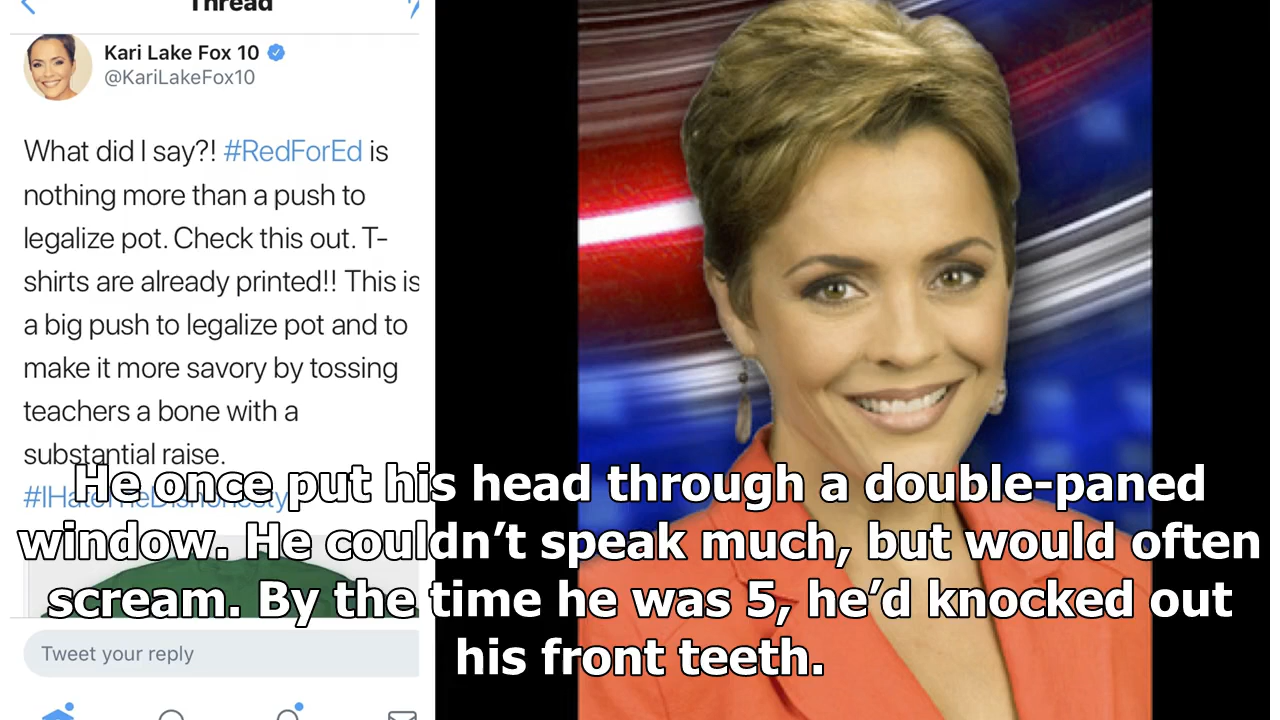 Thread
Kari Lake Fox 10
@KariLakeFox10
What did I say?! #RedForEd is
nothing more than a push to
legalize pot. Check this out. T-
shirts are already printed!! This is
a big push to legalize pot and to
make it more savory by tossing
teachers a bone with a
substantial raise.
He once put his head through a double-paned
window. He couldn’t speak much, but would often
scream. By the time he was 5, he’d knocked out
his front teeth.
Tweet your reply